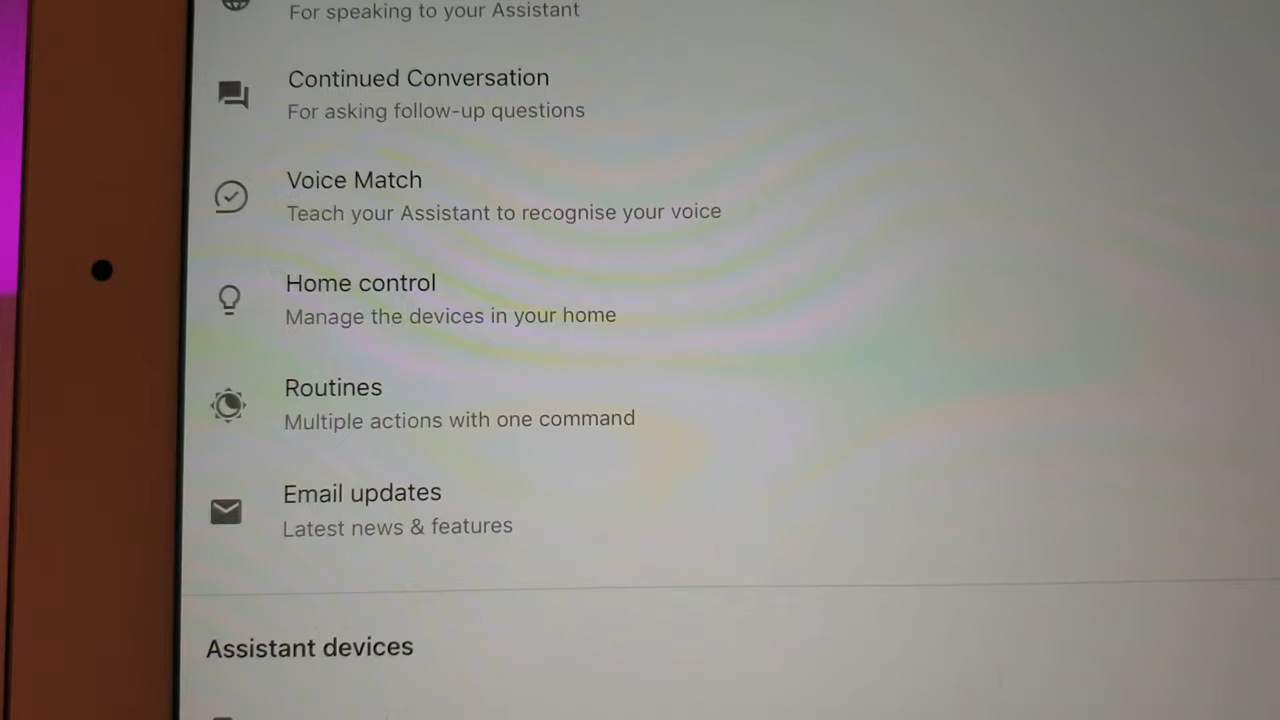 For speaking to your Assistant
Continued Conversation
For asking follow-up questions
Voice Match
Teach your Assistant to recognise your voice
Home control
Manage the devices in your home
Routines
Multiple actions with one command
Email updates
Latest news & features
Assistant devices